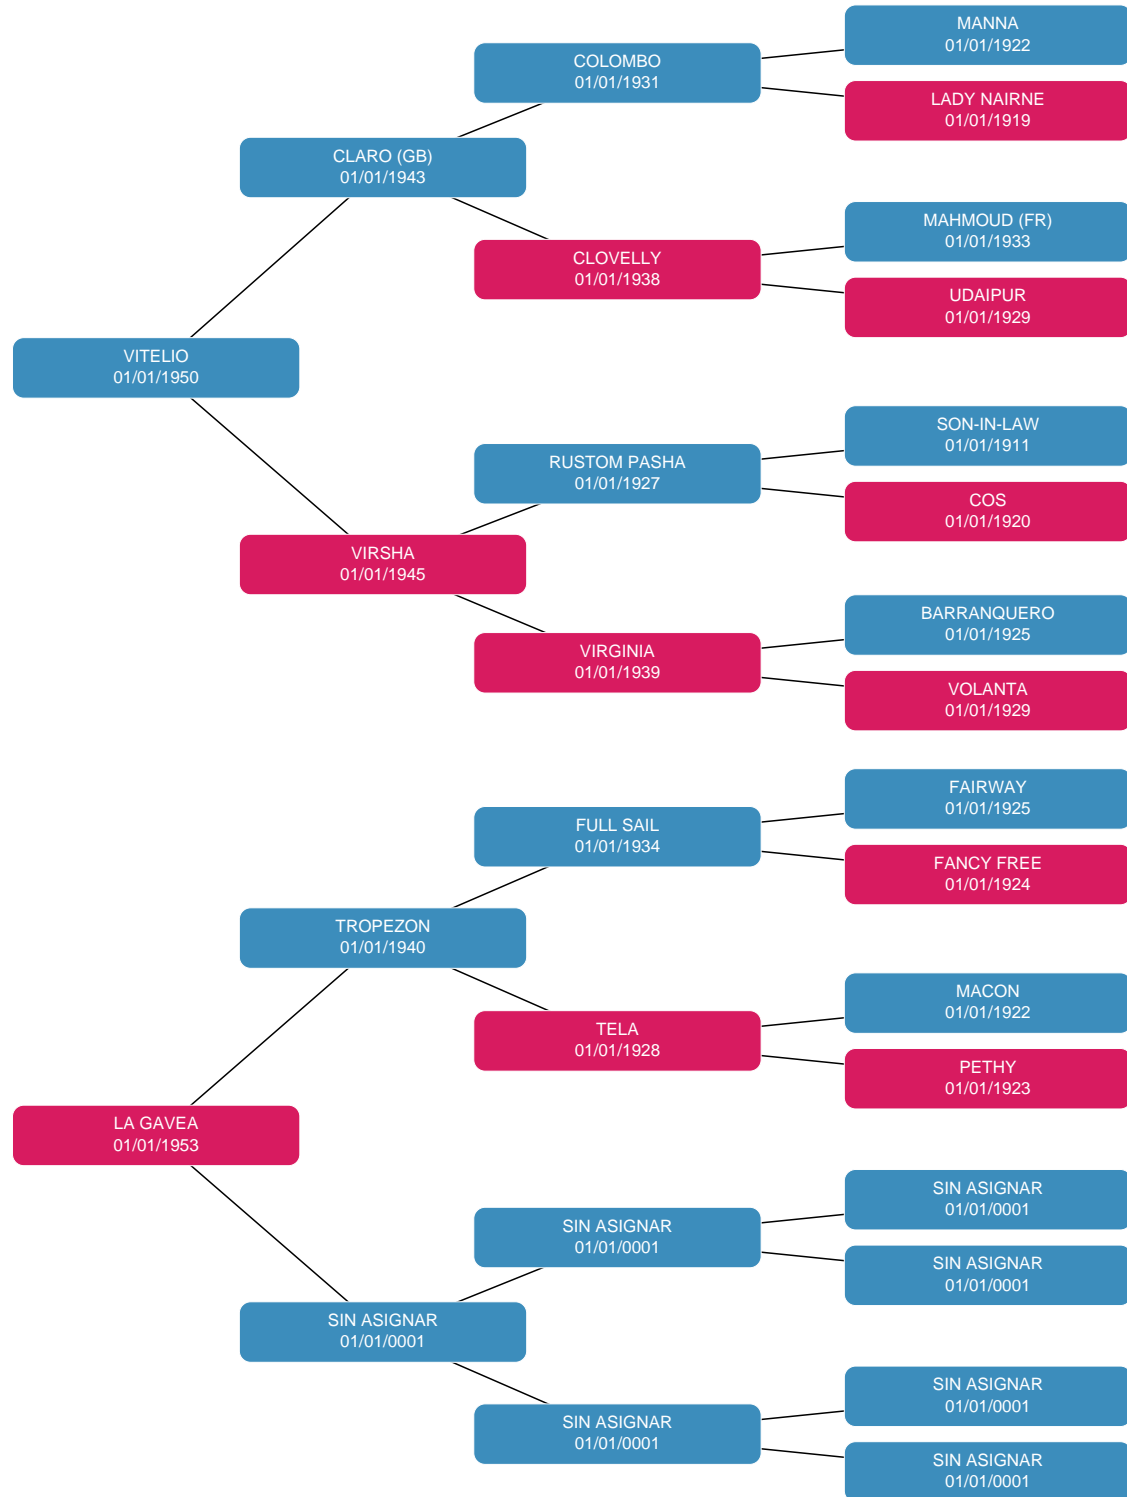 MANNA
01/01/1922
COLOMBO
01/01/1931
LADY NAIRNE
01/01/1919
CLARO (GB)
01/01/1943
MAHMOUD (FR)
01/01/1933
CLOVELLY
01/01/1938
UDAIPUR
01/01/1929
VITELIO
01/01/1950
SON-IN-LAW
01/01/1911
RUSTOM PASHA
01/01/1927
COS
01/01/1920
VIRSHA
01/01/1945
BARRANQUERO
01/01/1925
VIRGINIA
01/01/1939
VOLANTA
01/01/1929
FAIRWAY
01/01/1925
FULL SAIL
01/01/1934
FANCY FREE
01/01/1924
TROPEZON
01/01/1940
MACON
01/01/1922
TELA
01/01/1928
PETHY
01/01/1923
LA GAVEA
01/01/1953
SIN ASIGNAR
01/01/0001
SIN ASIGNAR
01/01/0001
SIN ASIGNAR
01/01/0001
SIN ASIGNAR
01/01/0001
SIN ASIGNAR
01/01/0001
SIN ASIGNAR
01/01/0001
SIN ASIGNAR
01/01/0001